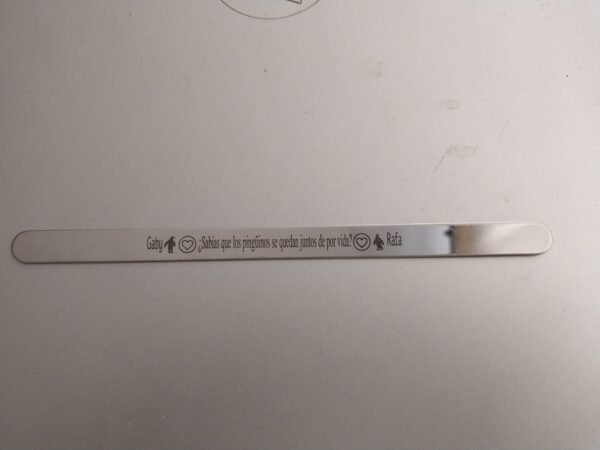 Gaby ¿Sabías que los pingüinos se quedan juntos de por vida? Rafa